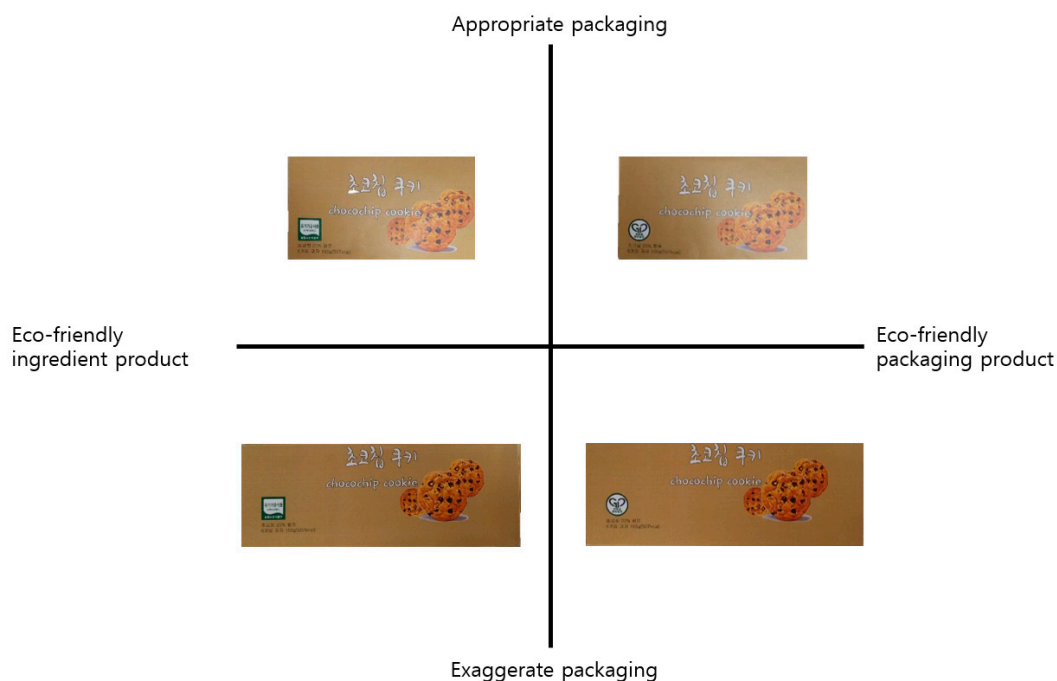 Appropriate packaging
초코칩 쿠키
chocochip cookie
초코칩 쿠키
chocochip cookie
Eco-friendly
ingredient product
Eco-friendly
packaging product
초코칩 쿠키
chocochip cookie
초코칩 쿠키
chocochip cookie
Exaggerate packaging